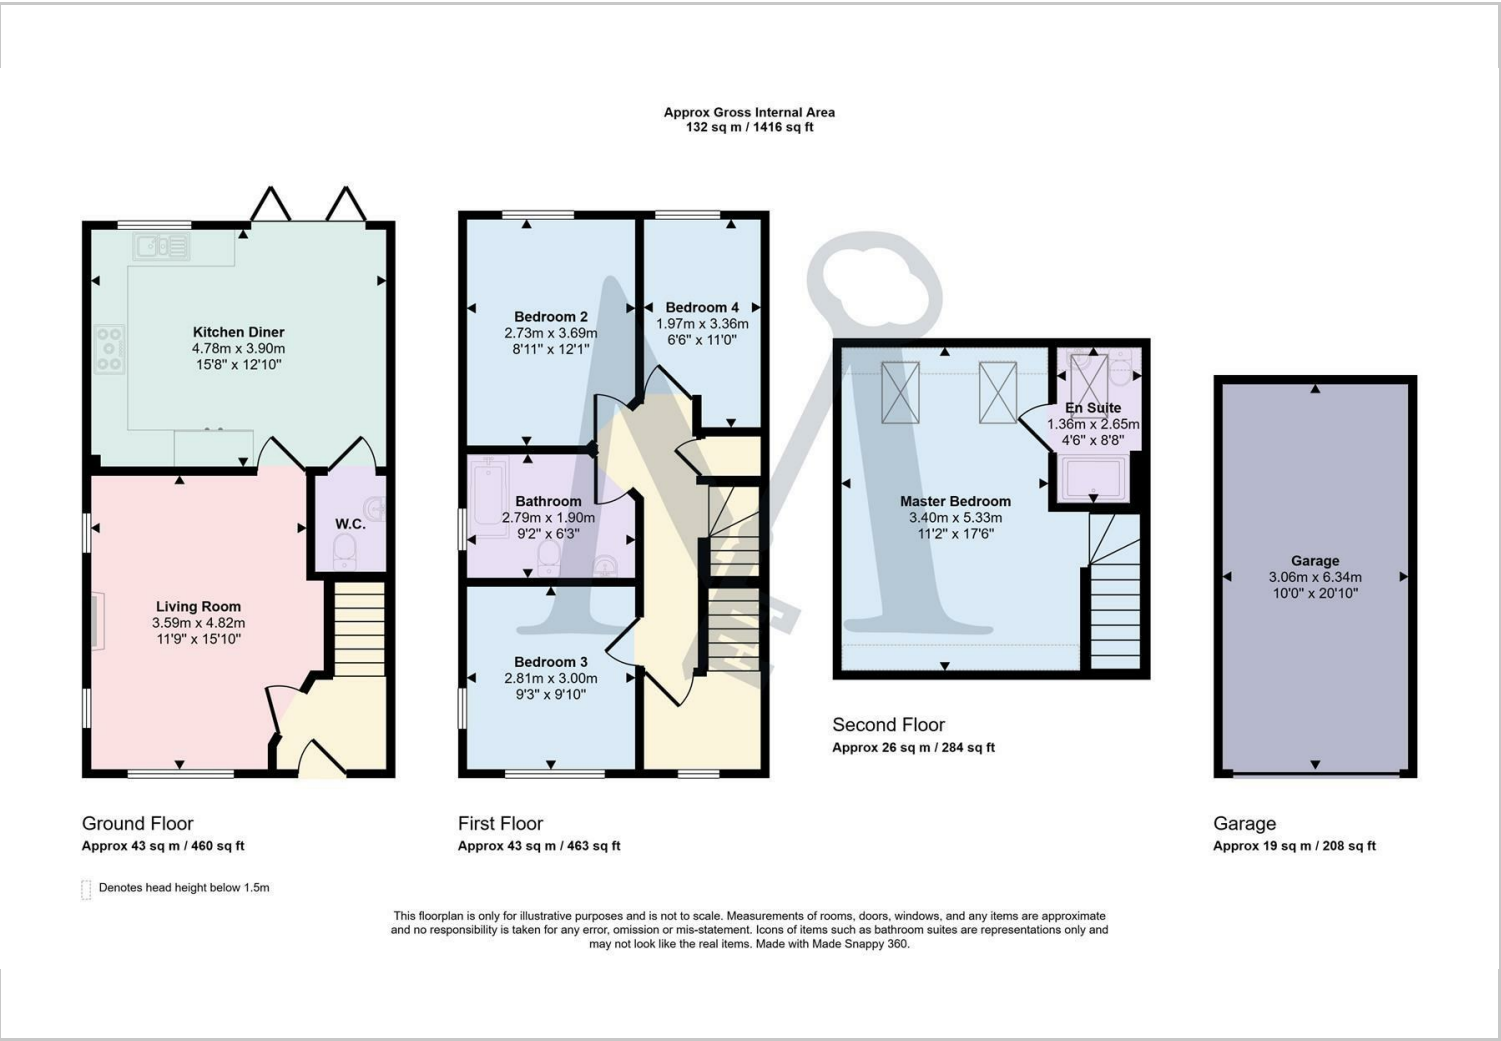 Approx Gross Internal Area
132 sq m / 1416 sq ft
Kitchen Diner
4.78m x 3.90m
15'8" x 12'10"
W.C.
Living Room
3.59m x 4.82m
11'9" x 15'10"
Ground Floor
Approx 43 sq m / 460 sq ft
Denotes head height below 1.5m
Bedroom 2
2.73m x 3.69m
8'11" x 12'1"
Bedroom 4
1.97m x 3.36m
6'6" x 11'0"
Bathroom
2.79m x 1.90m
9'2" x 6'3"
Bedroom 3
2.81m x 3.00m
9'3" x 9'10"
First Floor
Approx 43 sq m / 463 sq ft
En Suite
1.36m x 2.65m
4'6" x 8'8"
Master Bedroom
3.40m x 5.33m
11'2" x 17'6"
Second Floor
Approx 26 sq m / 284 sq ft
Garage
3.06m x 6.34m
10'0" x 20'10"
Garage
Approx 19 sq m / 208 sq ft
This floorplan is only for illustrative purposes and is not to scale. Measurements of rooms, doors, windows, and any items are approximate
and no responsibility is taken for any error, omission or mis-statement. Icons of items such as bathroom suites are representations only and
may not look like the real items. Made with Made Snappy 360.